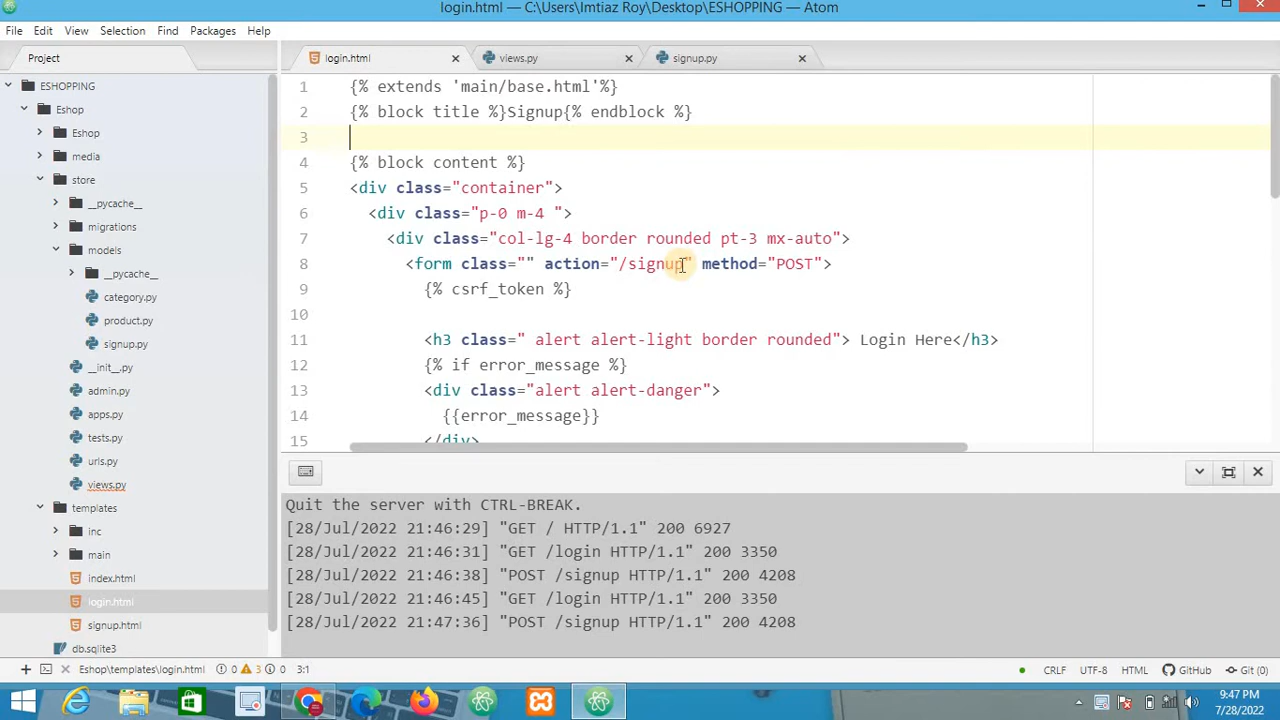 login.html — C:\Users\Imtiaz Roy\Desktop\ESHOPPING — Atom
File Edit View Selection Find Packages Help
Project
login.html
views.py
signup.py
ESHOPPING
Eshop
Eshop
media
store
__pycache__
migrations
models
__pycache__
category.py
product.py
signup.py
__init__.py
admin.py
apps.py
tests.py
urls.py
views.py
templates
inc
main
index.html
login.html
signup.html
db.sqlite3
1 {% extends 'main/base.html'%}
2 {% block title %}Signup{% endblock %}
3
4 {% block content %}
5 <div class="container">
6 <div class="p-0 m-4 ">
7 <div class="col-lg-4 border rounded pt-3 mx-auto">
8 <form class="" action="/signup" method="POST">
9 {% csrf_token %}
10
11 <h3 class=" alert alert-light border rounded"> Login Here</h3>
12 {% if error_message %}
13 <div class="alert alert-danger">
14 {{error_message}}
15 </div>
Quit the server with CTRL-BREAK.
[28/Jul/2022 21:46:29] "GET / HTTP/1.1" 200 6927
[28/Jul/2022 21:46:31] "GET /login HTTP/1.1" 200 3350
[28/Jul/2022 21:46:38] "POST /signup HTTP/1.1" 200 4208
[28/Jul/2022 21:46:45] "GET /login HTTP/1.1" 200 3350
[28/Jul/2022 21:47:36] "POST /signup HTTP/1.1" 200 4208
Eshop\templates\login.html 0 3 0 3:1 CRLF UTF-8 HTML GitHub Git (0)
9:47 PM
7/28/2022